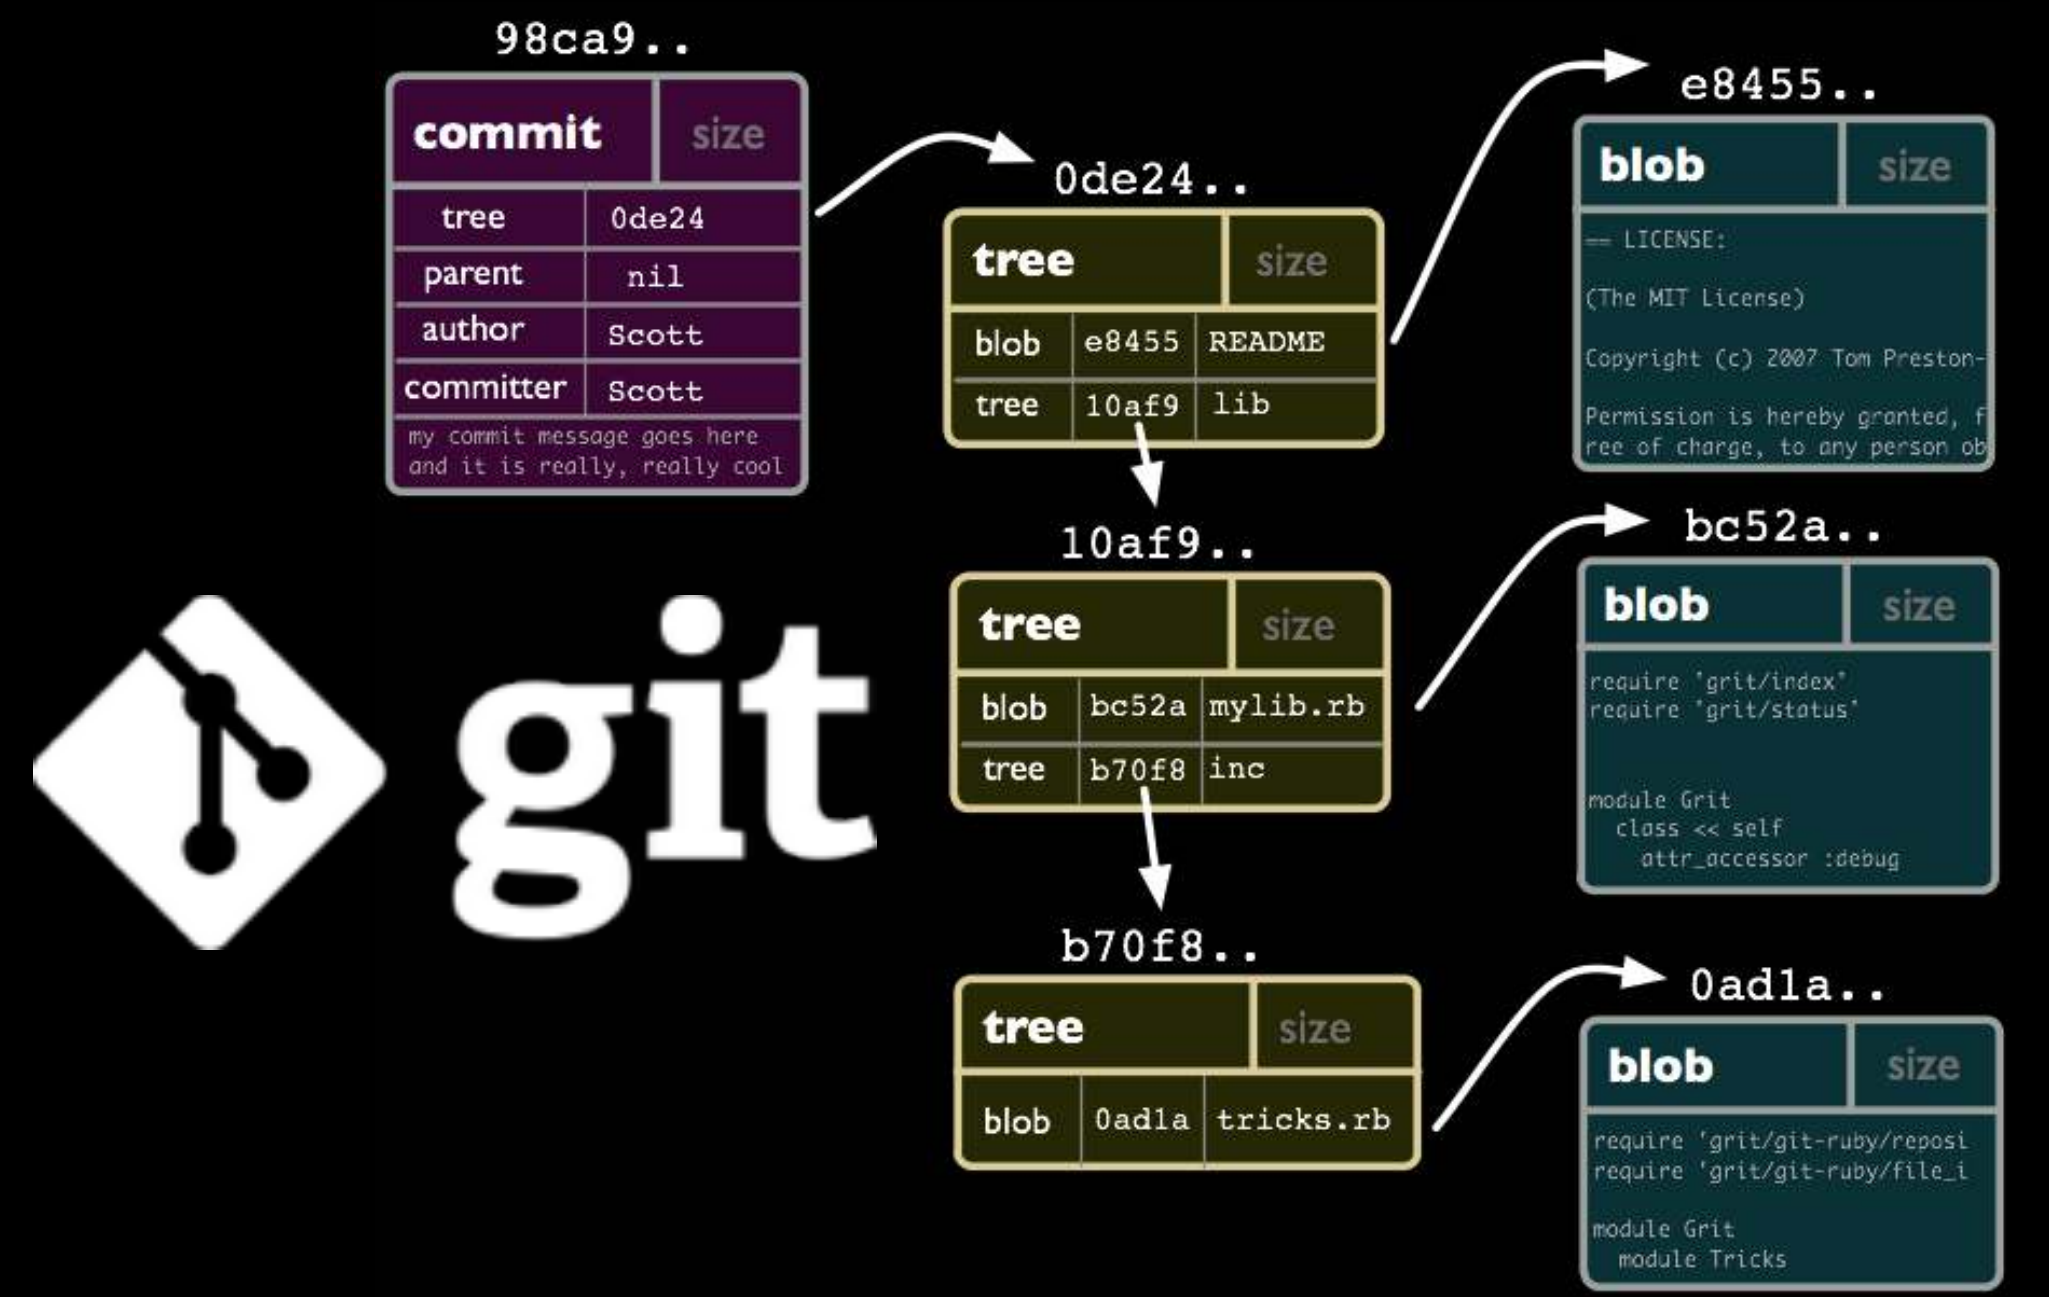 98ca9..
commit size
tree 0de24
parent nil
author Scott
committer Scott
my commit message goes here
and it is really, really cool
git
0de24..
tree size
blob e8455 README
tree 10af9 lib
10af9..
tree size
blob bc52a mylib.rb
tree b70f8 inc
b70f8..
tree size
blob 0ad1a tricks.rb
e8455..
blob size
== LICENSE:
(The MIT License)
Copyright (c) 2007 Tom Preston-
Permission is hereby granted, f
ree of charge, to any person ob
bc52a..
blob size
require 'grit/index'
require 'grit/status'
module Grit
class << self
attr_accessor :debug
0ad1a..
blob size
require 'grit/git-ruby/reposi
require 'grit/git-ruby/file_i
module Grit
module Tricks